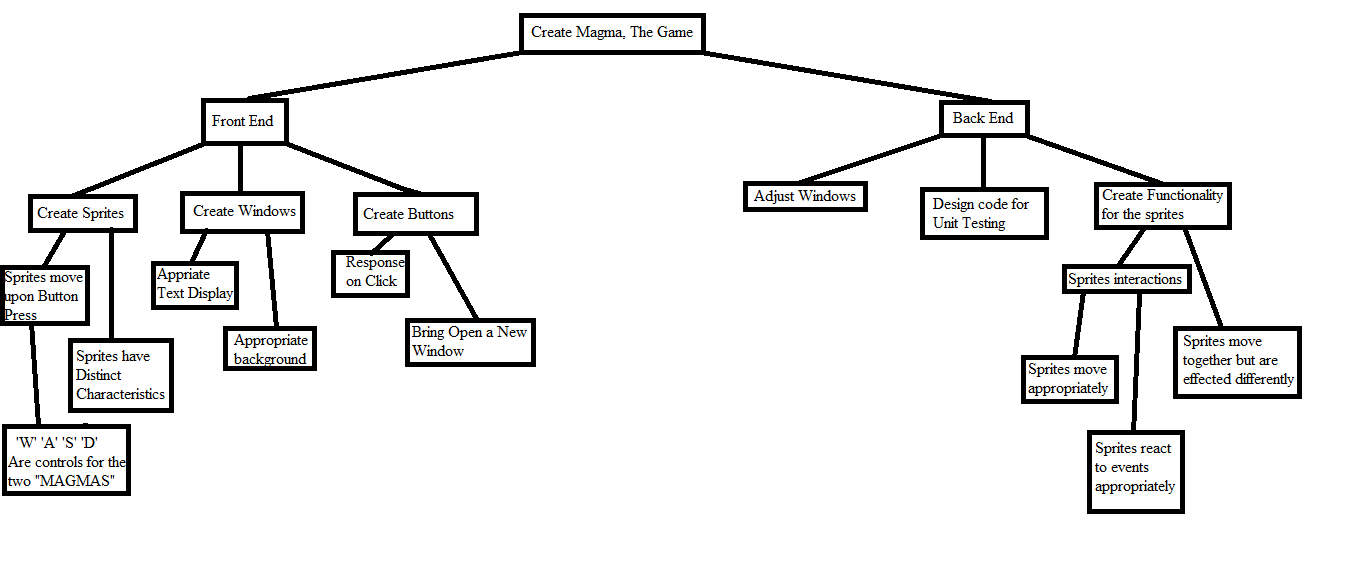 Create Magma, The Game
Front End
Back End
Create Sprites
Create Windows
Create Buttons
Adjust Windows
Design code for
Unit Testing
Create Functionality
for the sprites
Sprites move
upon Button
Press
Appriate
Text Display
Response
on Click
Sprites interactions
Sprites have
Distinct
Characteristics
Appropriate
background
Bring Open a New
Window
Sprites move
appropriately
Sprites move
together but are
effected differently
'W' 'A' 'S' 'D'
Are controls for the
two "MAGMAS"
Sprites react
to events
appropriately